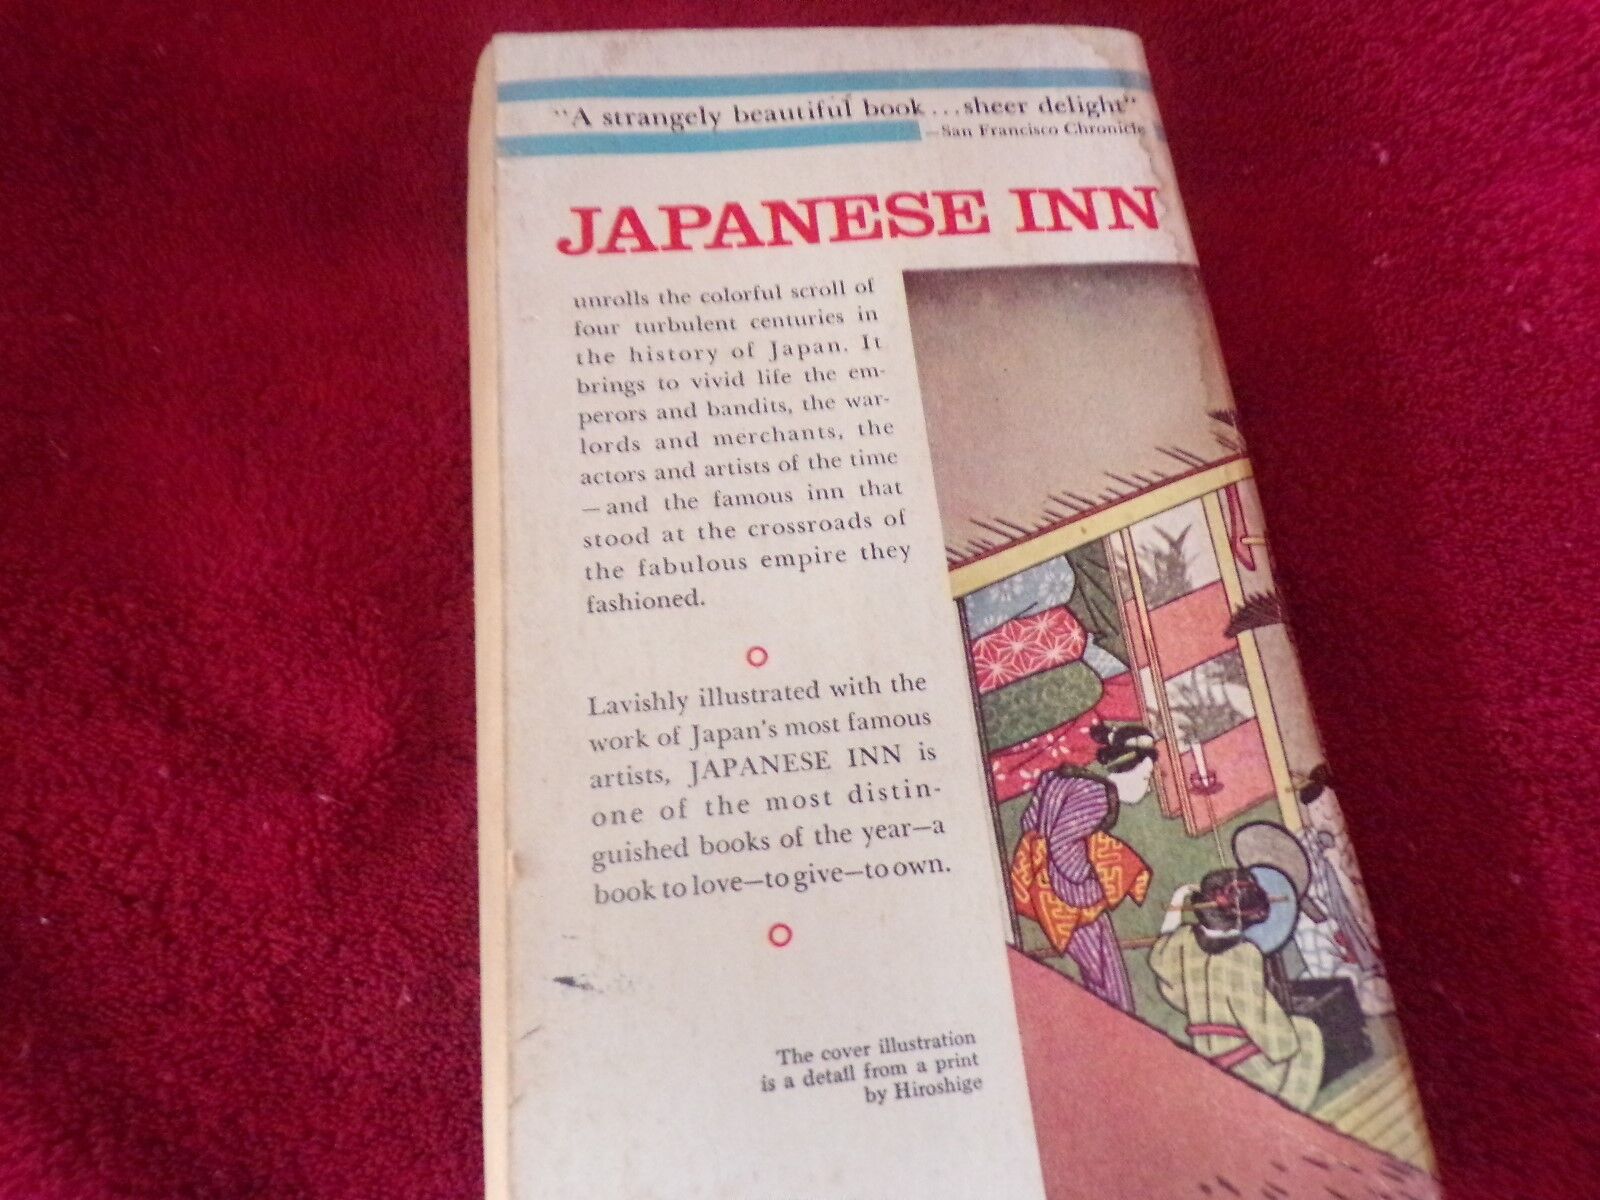 "A strangely beautiful book...sheer delight"
—San Francisco Chronicle
JAPANESE INN
unrolls the colorful scroll of
four turbulent centuries in
the history of Japan. It
brings to vivid life the em-
perors and bandits, the war-
lords and merchants, the
actors and artists of the time
—and the famous inn that
stood at the crossroads of
the fabulous empire they
fashioned.
Lavishly illustrated with the
work of Japan's most famous
artists, JAPANESE INN is
one of the most distin-
guished books of the year—a
book to love—to give—to own.
The cover illustration
is a detail from a print
by Hiroshige